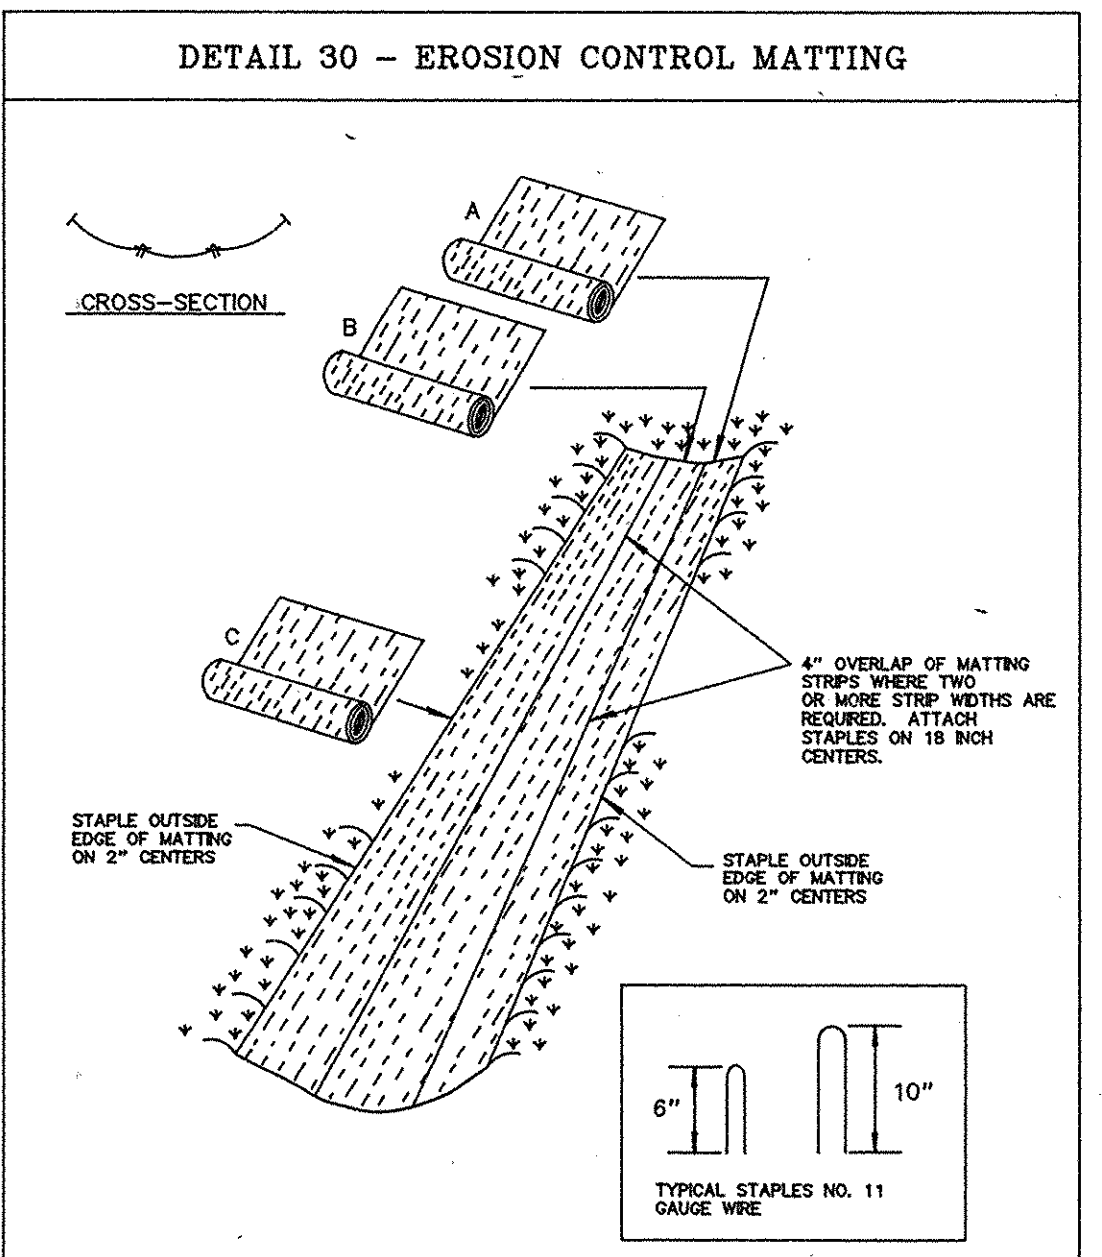 DETAIL 30 – EROSION CONTROL MATTING
CROSS–SECTION
A
B
C
4" OVERLAP OF MATTING
STRIPS WHERE TWO
OR MORE STRIP WIDTHS ARE
REQUIRED. ATTACH
STAPLES ON 18 INCH
CENTERS.
STAPLE OUTSIDE
EDGE OF MATTING
ON 2" CENTERS
STAPLE OUTSIDE
EDGE OF MATTING
ON 2" CENTERS
6"
10"
TYPICAL STAPLES NO. 11
GAUGE WIRE